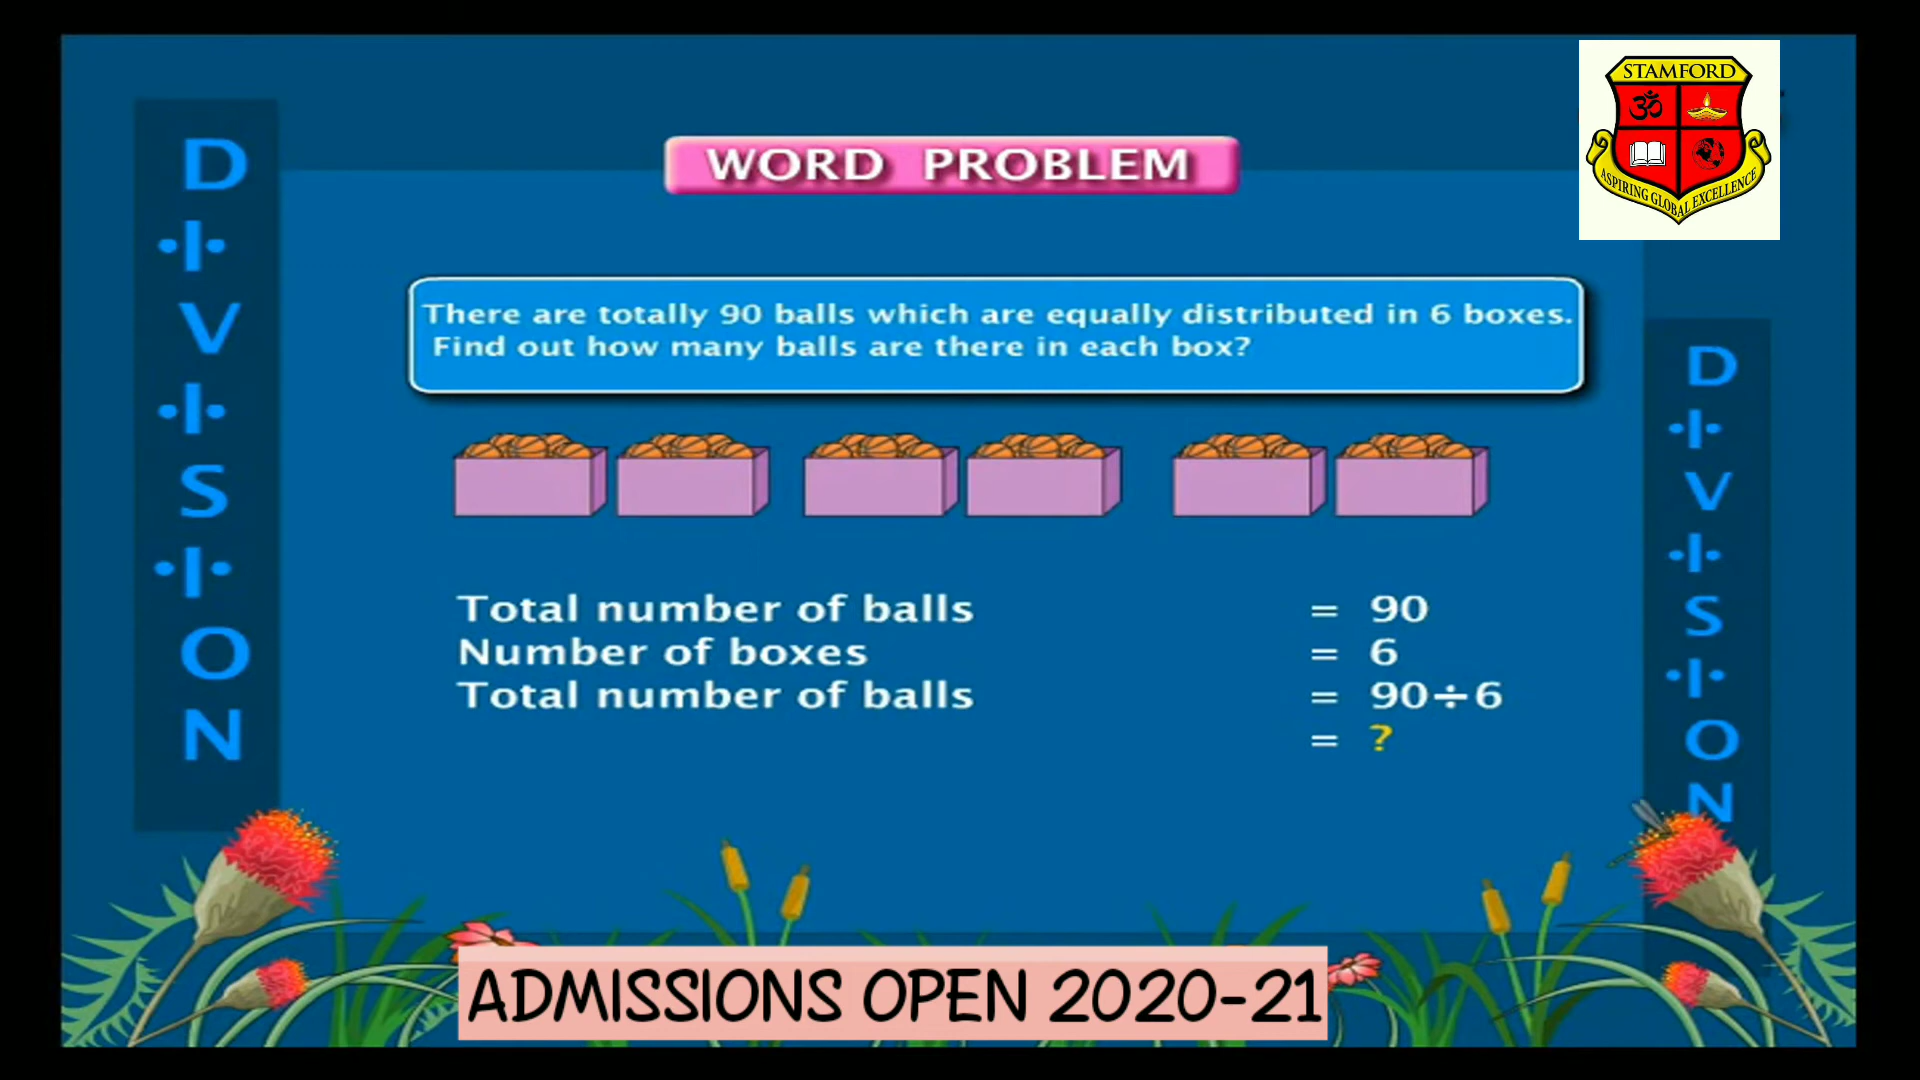 STAMFORD
ASPIRING GLOBAL EXCELLENCE
WORD PROBLEM
There are totally 90 balls which are equally distributed in 6 boxes.
Find out how many balls are there in each box?
Total number of balls = 90
Number of boxes = 6
Total number of balls = 90÷6
= ?
D
·I·
V
·I·
S
·I·
O
N
D
·I·
V
·I·
S
·I·
O
N
ADMISSIONS OPEN 2020-21